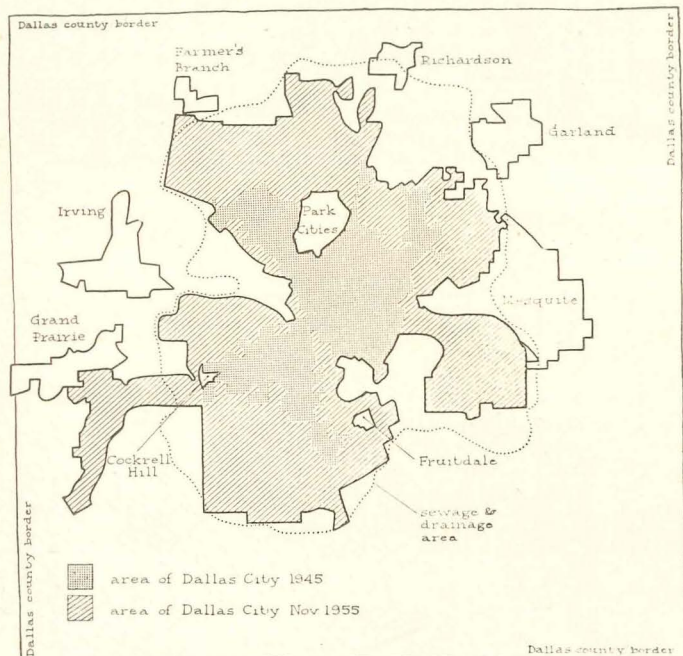 Dallas county border
Dallas county border
Farmer's
Branch
Richardson
Garland
Irving
Park
Cities
Mesquite
Grand
Prairie
Cockrell
Hill
Fruitdale
sewage &
drainage
area
Dallas county border
area of Dallas City 1945
area of Dallas City Nov 1955
Dallas county border